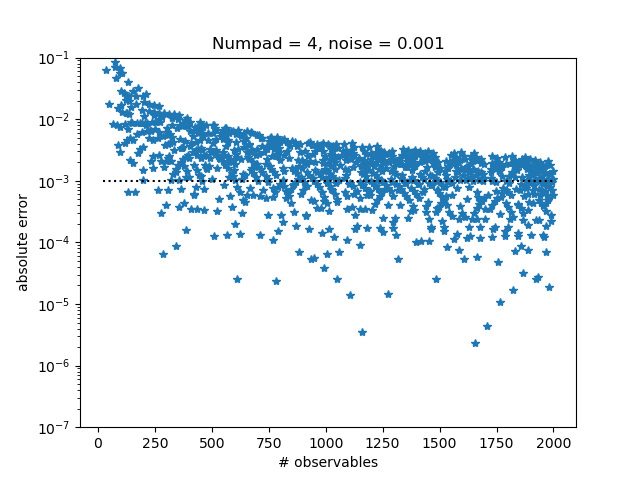 Numpad = 4, noise = 0.001
absolute error
10⁻¹
10⁻²
10⁻³
10⁻⁴
10⁻⁵
10⁻⁶
10⁻⁷
0 250 500 750 1000 1250 1500 1750 2000
# observables